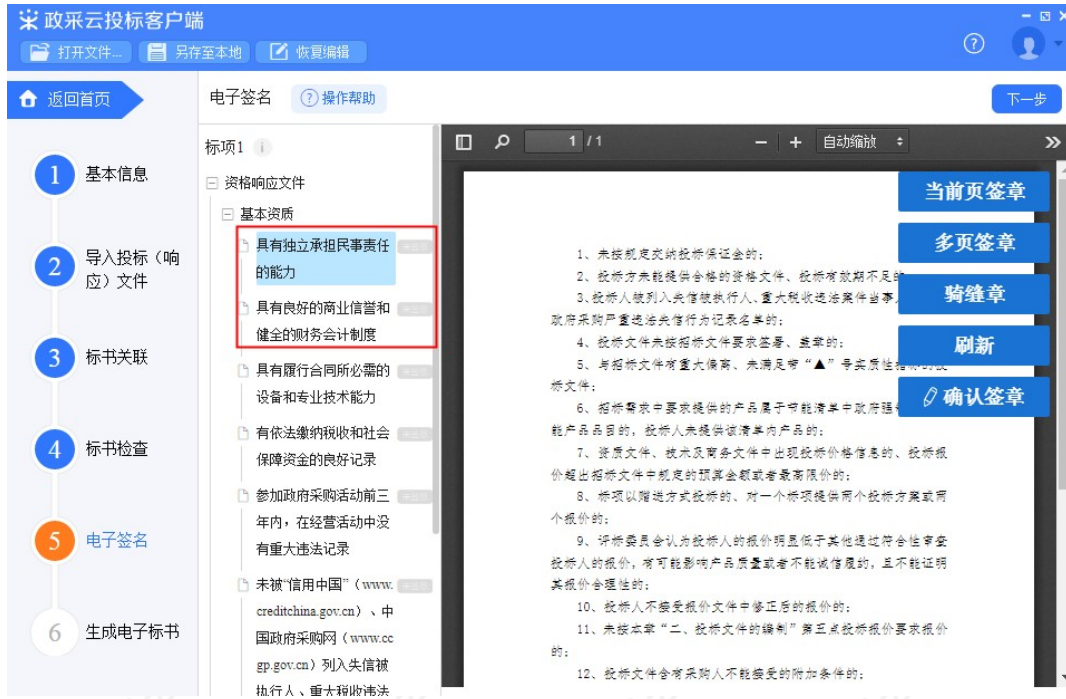 政采云投标客户端
打开文件... 另存至本地 恢复编辑
返回首页
电子签名 操作帮助 下一步
1 基本信息
2 导入投标（响
应）文件
3 标书关联
4 标书检查
5 电子签名
6 生成电子标书
标项1
资格响应文件
基本资质
具有独立承担民事责任
的能力
具有良好的商业信誉和
健全的财务会计制度
具有履行合同所必需的
设备和专业技术能力
有依法缴纳税收和社会
保障资金的良好记录
参加政府采购活动前三
年内，在经营活动中没
有重大违法记录
未被“信用中国”（www.
creditchina.gov.cn）、中
国政府采购网（www.cc
gp.gov.cn）列入失信被
执行人、重大税收违法
1 / 1 自动缩放
当前页签章
多页签章
骑缝章
刷新
确认签章
1、未按规定交纳投标保证金的；
2、投标方未能提供合格的资格文件、投标有效期不足的
3、投标人被列入失信被执行人、重大税收违法案件当事
政府采购严重违法失信行为记录名单的；
4、投标文件未按招标文件要求签署、盖章的；
5、与招标文件有重大偏离、未满足带“▲”号实质性指标的投
标文件；
6、招标需求中要求提供的产品属于节能清单中政府强
能产品品目的，投标人未提供该清单内产品的；
7、资质文件、技术及商务文件中出现投标价格信息的、投标报
价超出招标文件中规定的预算金额或者最高限价的；
8、标项以赠送方式投标的、对一个标项提供两个投标方案或两
个报价的；
9、评标委员会认为投标人的报价明显低于其他通过符合性审查
投标人的报价，有可能影响产品质量或者不能诚信履约，且不能证明
其报价合理性的；
10、投标人不接受报价文件中修正后的报价的；
11、未按本章“二、投标文件的编制”第五点投标报价要求报价
的；
12、投标文件含有采购人不能接受的附加条件的；